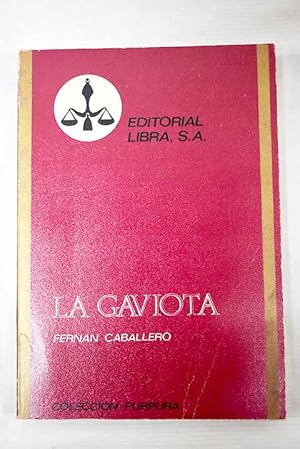 EDITORIAL
LIBRA, S.A.
LA GAVIOTA
FERNAN CABALLERO
COLECCION PURPURA